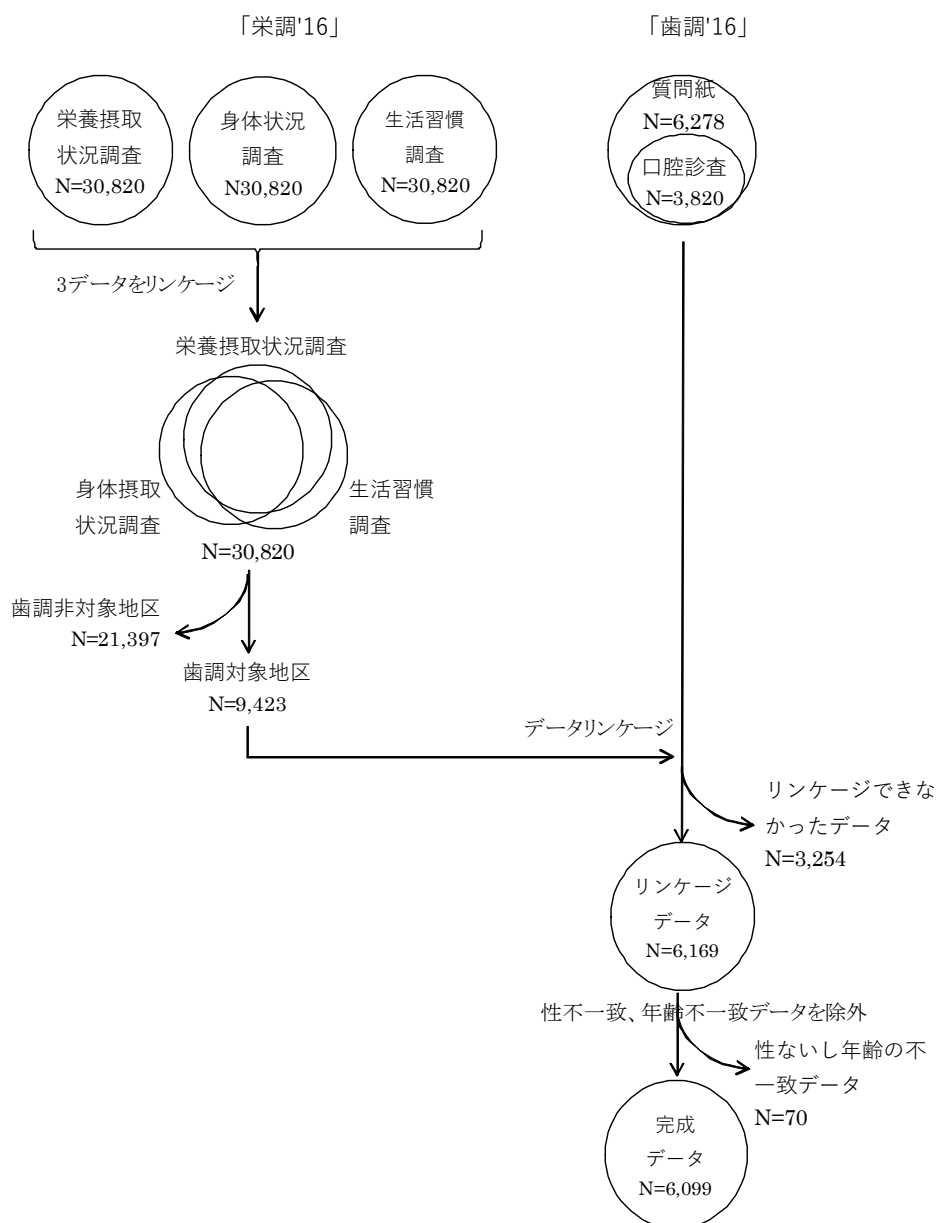 「栄調'16」
「歯調'16」
栄養摂取
状況調査
N=30,820
身体状況
調査
N30,820
生活習慣
調査
N=30,820
質問紙
N=6,278
口腔診査
N=3,820
3データをリンケージ
栄養摂取状況調査
身体摂取
状況調査
生活習慣
調査
N=30,820
歯調非対象地区
N=21,397
歯調対象地区
N=9,423
データリンケージ
リンケージできな
かったデータ
N=3,254
リンケージ
データ
N=6,169
性不一致、年齢不一致データを除外
性ないし年齢の不
一致データ
N=70
完成
データ
N=6,099